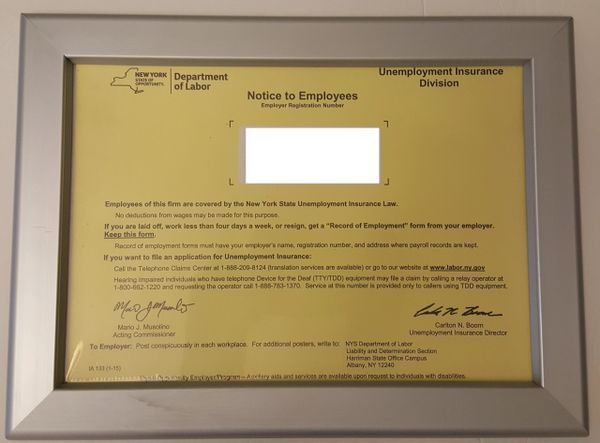 NEW YORK
STATE OF
OPPORTUNITY.
Department
of Labor
Unemployment Insurance
Division
Notice to Employees
Employer Registration Number
Employees of this firm are covered by the New York State Unemployment Insurance Law.
No deductions from wages may be made for this purpose.
If you are laid off, work less than four days a week, or resign, get a "Record of Employment" form from your employer.
Keep this form.
Record of employment forms must have your employer's name, registration number, and address where payroll records are kept.
If you want to file an application for Unemployment Insurance:
Call the Telephone Claims Center at 1-888-209-8124 (translation services are available) or go to our website at www.labor.ny.gov
Hearing impaired individuals who have telephone Device for the Deaf (TTY/TDD) equipment may file a claim by calling a relay operator at
1-800-662-1220 and requesting the operator call 1-888-783-1370. Service at this number is provided only to callers using TDD equipment.
Mario J. Musolino
Acting Commissioner
Carlton N. Boorn
Unemployment Insurance Director
To Employer: Post conspicuously in each workplace. For additional posters, write to: NYS Department of Labor
Liability and Determination Section
Harriman State Office Campus
Albany, NY 12240
IA 133 (1-15)
Employer/Program – Auxiliary aids and services are available upon request to individuals with disabilities.